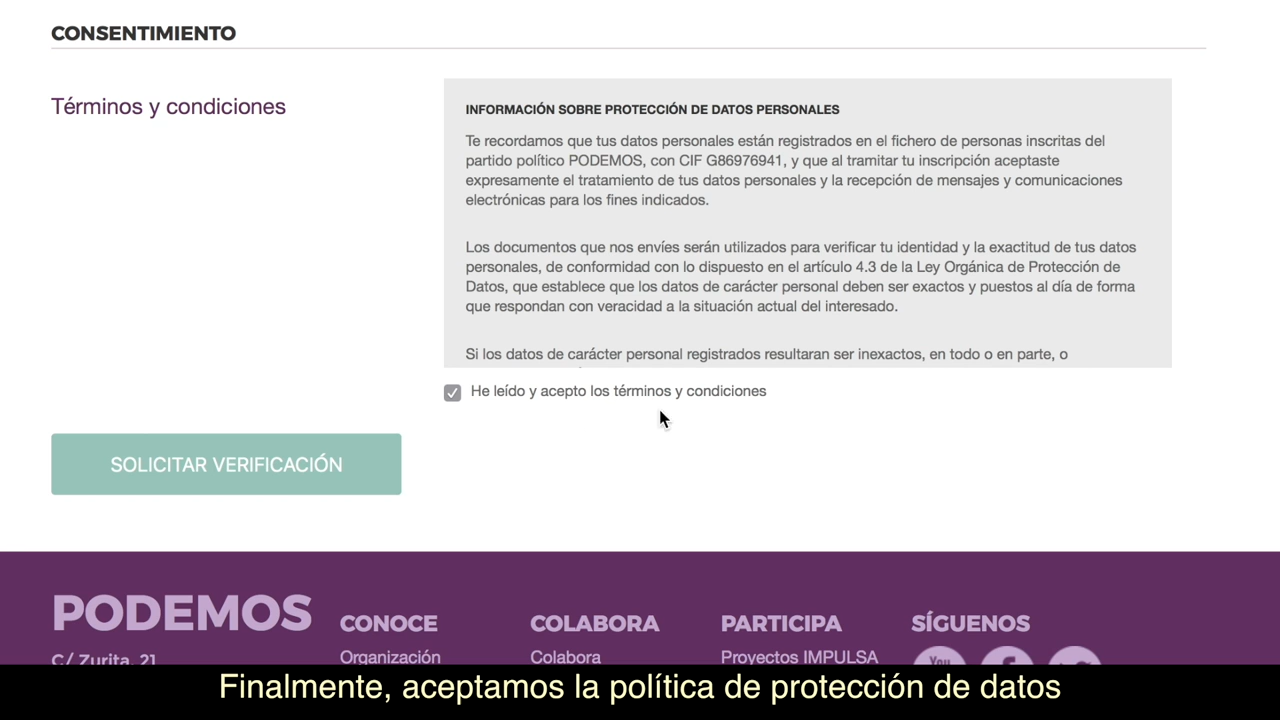 CONSENTIMIENTO
Términos y condiciones
INFORMACIÓN SOBRE PROTECCIÓN DE DATOS PERSONALES
Te recordamos que tus datos personales están registrados en el fichero de personas inscritas del
partido político PODEMOS, con CIF G86976941, y que al tramitar tu inscripción aceptaste
expresamente el tratamiento de tus datos personales y la recepción de mensajes y comunicaciones
electrónicas para los fines indicados.
Los documentos que nos envíes serán utilizados para verificar tu identidad y la exactitud de tus datos
personales, de conformidad con lo dispuesto en el artículo 4.3 de la Ley Orgánica de Protección de
Datos, que establece que los datos de carácter personal deben ser exactos y puestos al día de forma
que respondan con veracidad a la situación actual del interesado.
Si los datos de carácter personal registrados resultaran ser inexactos, en todo o en parte, o
He leído y acepto los términos y condiciones
SOLICITAR VERIFICACIÓN
PODEMOS
C/ Zurita, 21
CONOCE
Organización
COLABORA
Colabora
PARTICIPA
Proyectos IMPULSA
SÍGUENOS
You
Finalmente, aceptamos la política de protección de datos